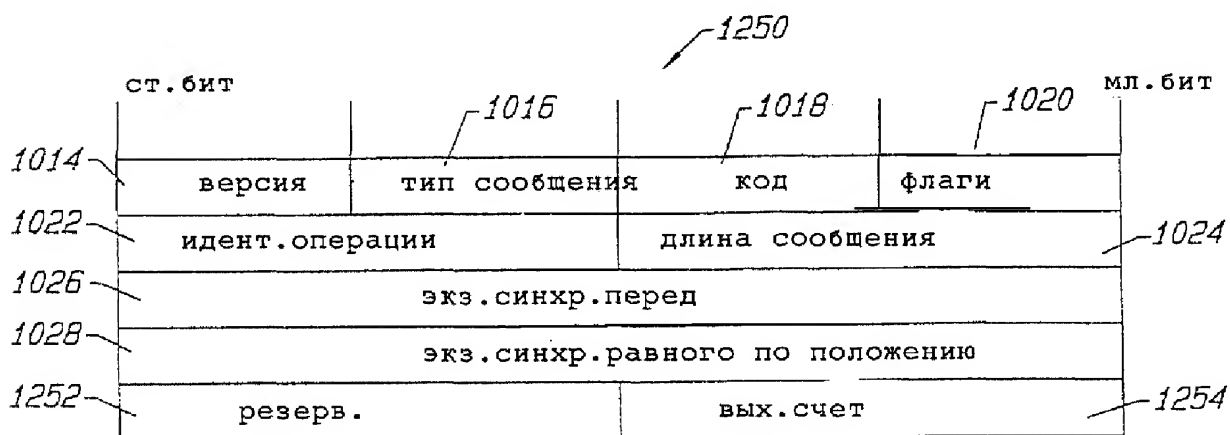 1250
ст.бит мл.бит
1016 1018 1020
1014 версия тип сообщения код флаги
1022 идент.операции длина сообщения 1024
1026 экз.синхр.перед
1028 экз.синхр.равного по положению
1252 резерв. вых.счет 1254